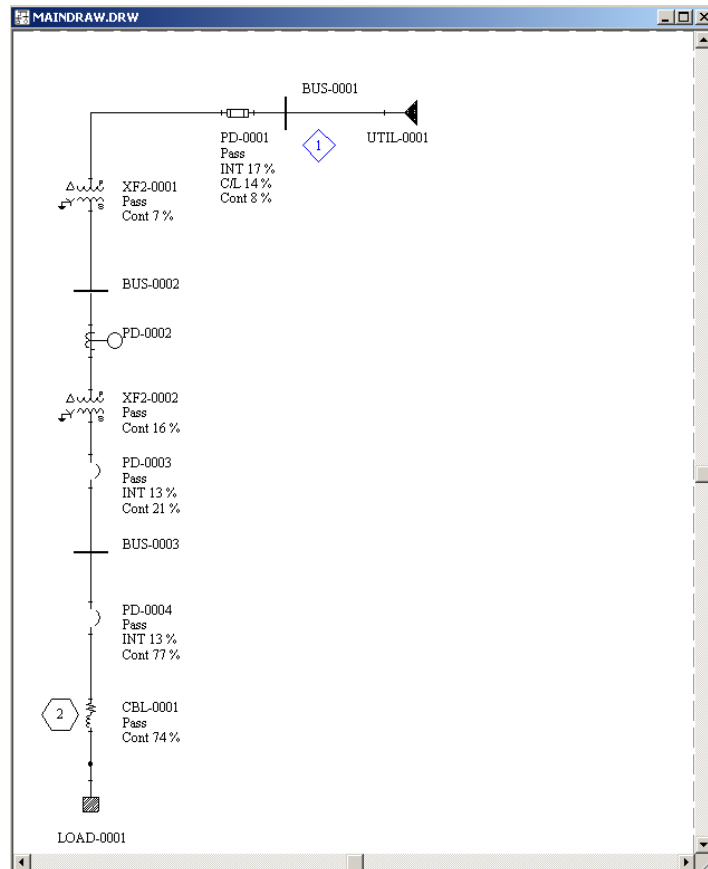 MAINDRAW.DRW
BUS-0001
PD-0001
Pass
INT 17 %
C/L 14 %
Cont 8 %
1
UTIL-0001
XF2-0001
Pass
Cont 7 %
BUS-0002
PD-0002
XF2-0002
Pass
Cont 16 %
PD-0003
Pass
INT 13 %
Cont 21 %
BUS-0003
PD-0004
Pass
INT 13 %
Cont 77 %
2
CBL-0001
Pass
Cont 74 %
LOAD-0001